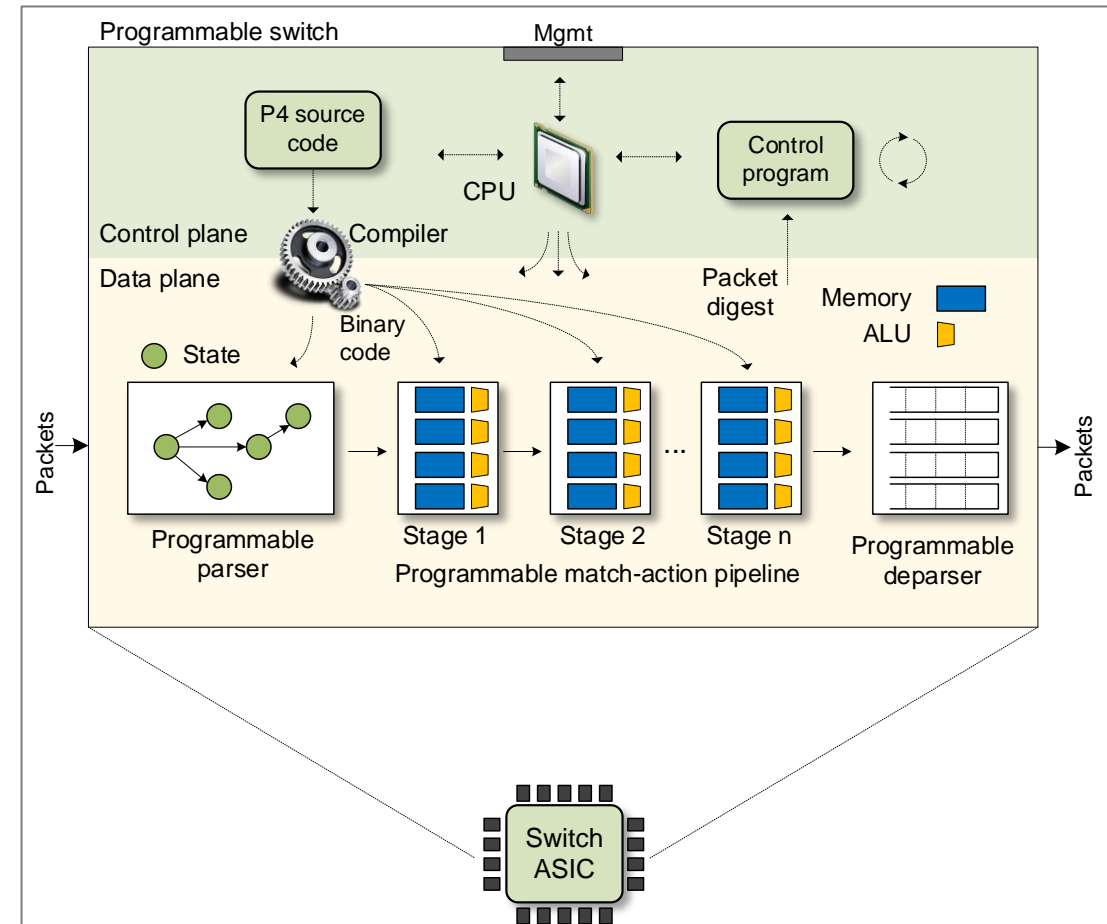 Programmable switch
Mgmt
P4 source
code
CPU
Control
program
Control plane
Compiler
Data plane
Packet
digest
Memory
ALU
Binary
code
State
Packets
...
Packets
Stage 1
Stage 2
Stage n
Programmable
parser
Programmable match-action pipeline
Programmable
deparser
Switch
ASIC